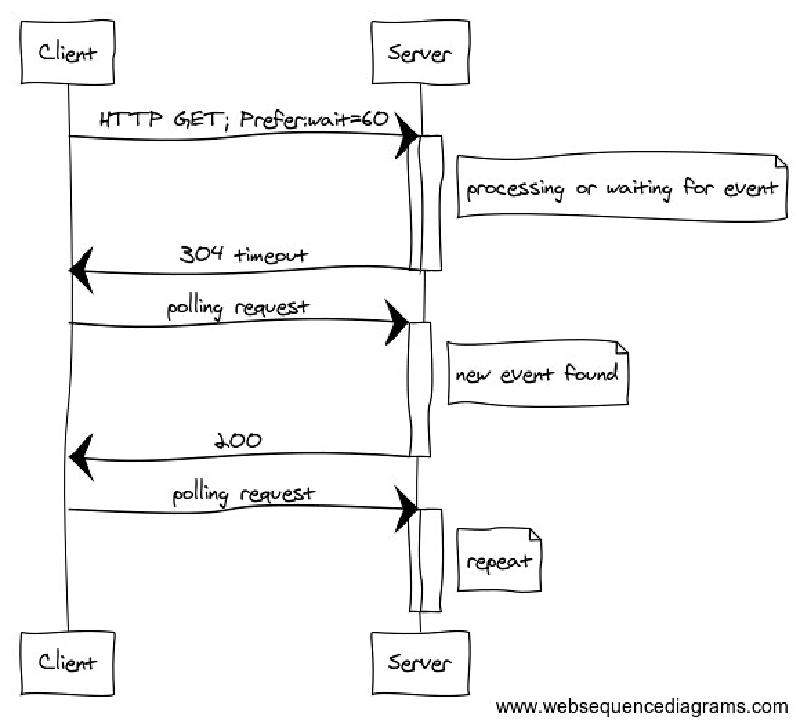 Client
Server
HTTP GET; Prefer:wait=60
processing or waiting for event
304 timeout
polling request
new event found
200
polling request
repeat
Client
Server
www.websequencediagrams.com